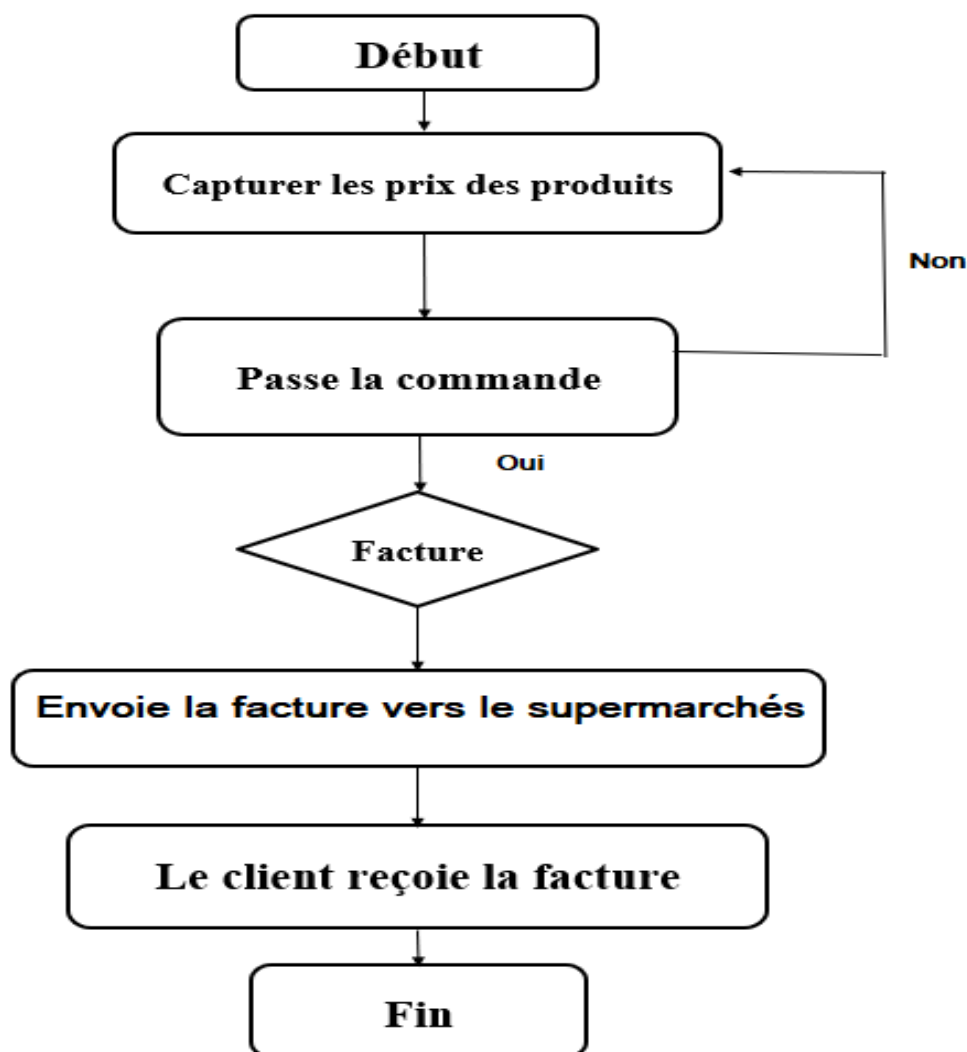 Début
Capturer les prix des produits
Non
Passe la commande
Oui
Facture
Envoie la facture vers le supermarchés
Le client reçoie la facture
Fin